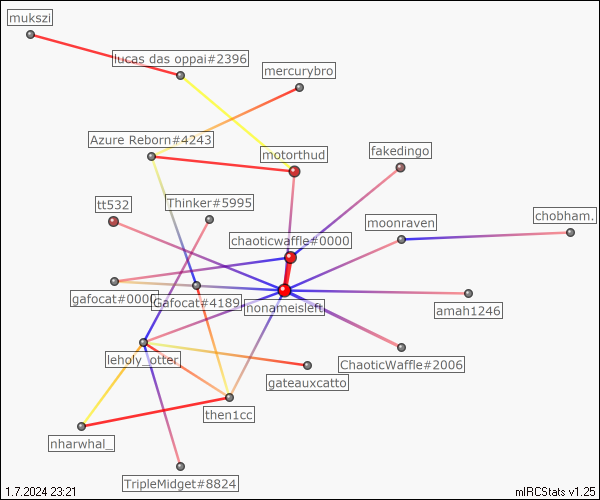 mukszi
lucas das oppai#2396
mercurybro
Azure Reborn#4243
motorthud
fakedingo
tt532
Thinker#5995
moonraven
chobham.
chaoticwaffle#0000
gafocat#0000
Gafocat#4189
nonameisleft
amah1246
leholy_otter
ChaoticWaffle#2006
gateauxcatto
then1cc
nharwhal_
TripleMidget#8824
1.7.2024 23:21
mIRCStats v1.25